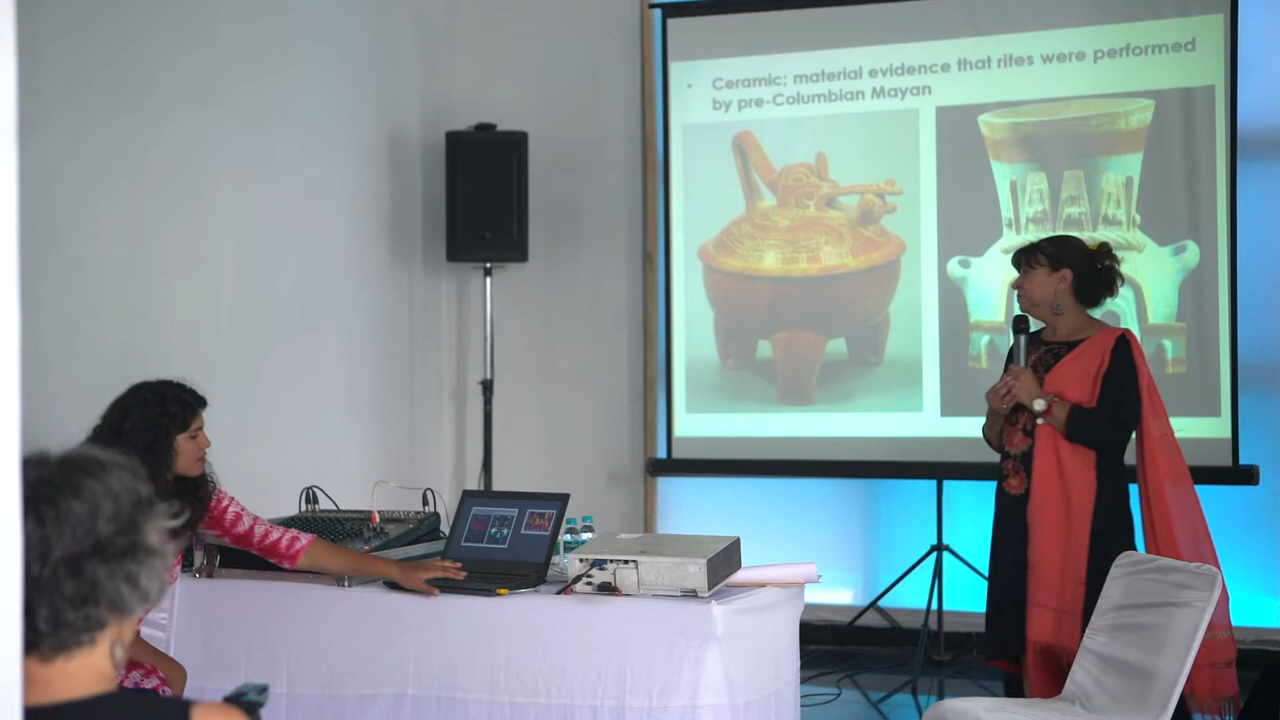 Ceramic; material evidence that rites were performed
by pre-Columbian Mayan